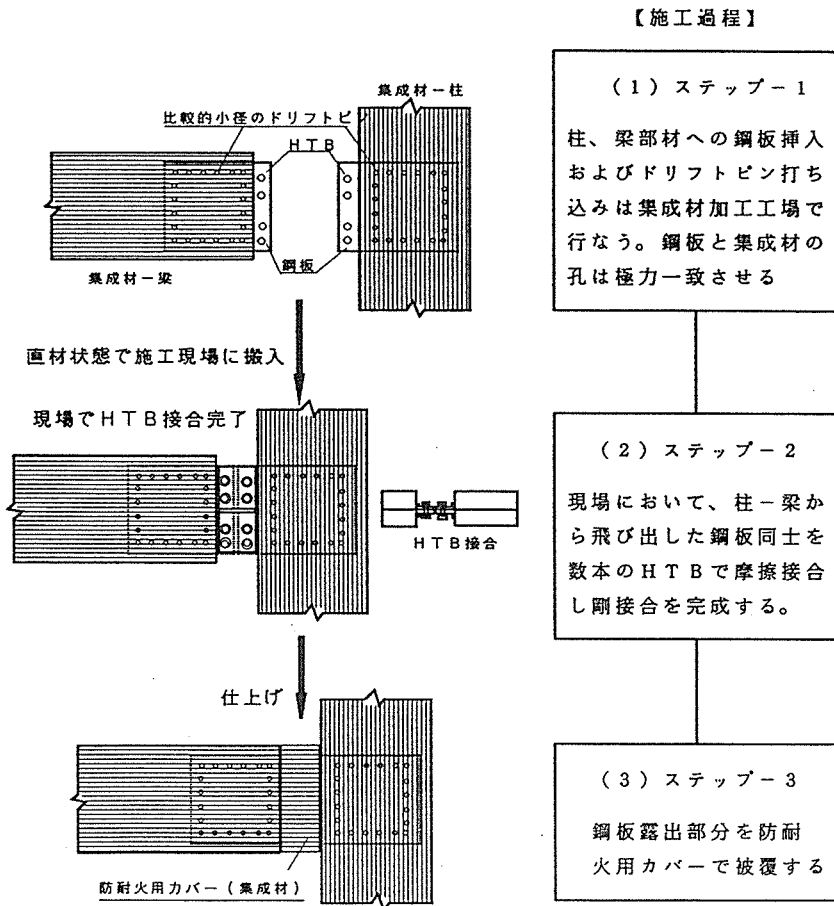 【施工過程】
集成材－柱
比較的小径のドリフトピ
HTB
鋼板
集成材－梁
(1)ステップ－1
柱、梁部材への鋼板挿入
およびドリフトピン打ち
込みは集成材加工工場で
行なう。鋼板と集成材の
孔は極力一致させる
直材状態で施工現場に搬入
現場でHTB接合完了
HTB接合
(2)ステップ－2
現場において、柱－梁か
ら飛び出した鋼板同士を
数本のHTBで摩擦接合
し剛接合を完成する。
仕上げ
防耐火用カバー(集成材)
(3)ステップ－3
鋼板露出部分を防耐
火用カバーで被覆する